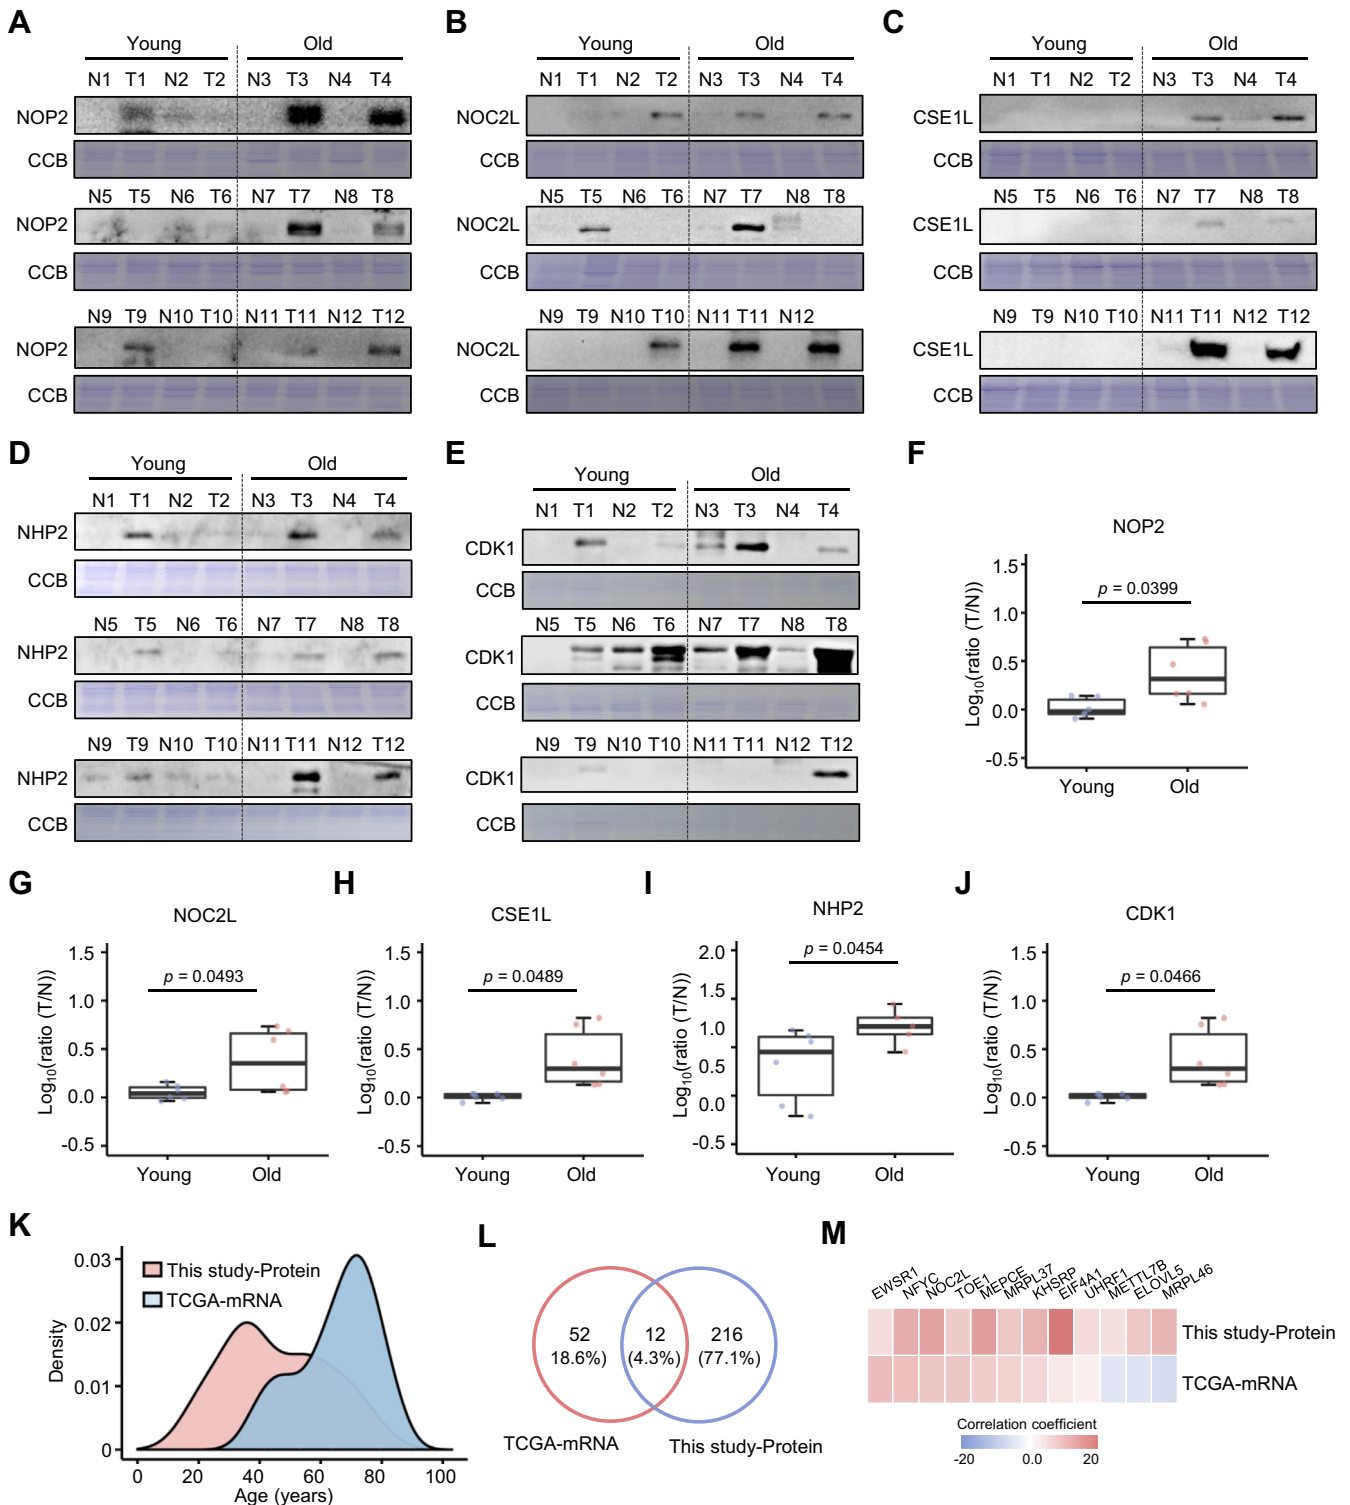 A
Young Old
N1 T1 N2 T2 N3 T3 N4 T4
NOP2
CCB
N5 T5 N6 T6 N7 T7 N8 T8
NOP2
CCB
N9 T9 N10 T10 N11 T11 N12 T12
NOP2
CCB
B
Young Old
N1 T1 N2 T2 N3 T3 N4 T4
NOC2L
CCB
N5 T5 N6 T6 N7 T7 N8 T8
NOC2L
CCB
N9 T9 N10 T10 N11 T11 N12
NOC2L
CCB
C
Young Old
N1 T1 N2 T2 N3 T3 N4 T4
CSE1L
CCB
N5 T5 N6 T6 N7 T7 N8 T8
CSE1L
CCB
N9 T9 N10 T10 N11 T11 N12 T12
CSE1L
CCB
D
Young Old
N1 T1 N2 T2 N3 T3 N4 T4
NHP2
CCB
N5 T5 N6 T6 N7 T7 N8 T8
NHP2
CCB
N9 T9 N10 T10 N11 T11 N12 T12
NHP2
CCB
E
Young Old
N1 T1 N2 T2 N3 T3 N4 T4
CDK1
CCB
N5 T5 N6 T6 N7 T7 N8 T8
CDK1
CCB
N9 T9 N10 T10 N11 T11 N12 T12
CDK1
CCB
F
NOP2
Log10(ratio (T/N))
1.5
1.0
0.5
0.0
-0.5
p = 0.0399
Young Old
G
NOC2L
Log10(ratio (T/N))
1.5
1.0
0.5
0.0
-0.5
p = 0.0493
Young Old
H
CSE1L
Log10(ratio (T/N))
1.5
1.0
0.5
0.0
-0.5
p = 0.0489
Young Old
I
NHP2
Log10(ratio (T/N))
2.0
1.5
1.0
0.5
0.0
-0.5
p = 0.0454
Young Old
J
CDK1
Log10(ratio (T/N))
1.5
1.0
0.5
0.0
-0.5
p = 0.0466
Young Old
K
Density
0.03
0.02
0.01
0
This study-Protein
TCGA-mRNA
0 20 40 60 80 100
Age (years)
L
52 12 216
18.6%) (4.3%) (77.1%)
TCGA-mRNA This study-Protein
M
EWSR1 NFYC NOC2L TOE1 MEPCE MRPL37 KHSRP EIF4A1 UHRF1 METTL7B ELOVL5 MRPL46
This study-Protein
TCGA-mRNA
Correlation coefficient
-20 0.0 20